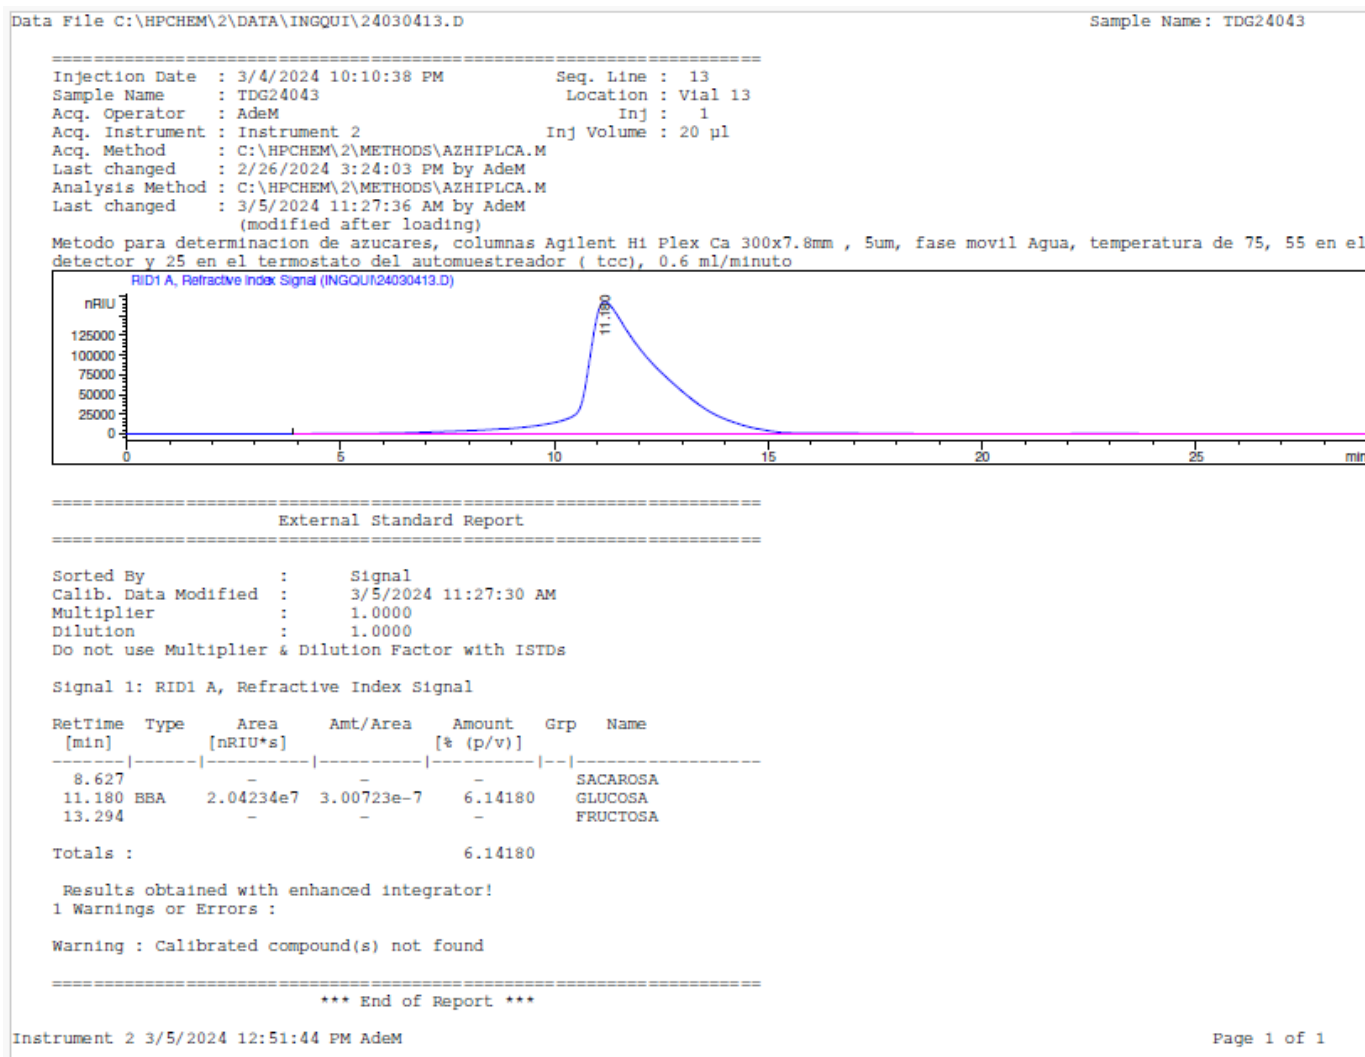 Data File C:\HPCHEM\2\DATA\INGQUI\24030413.D Sample Name: TDG24043
=====================================================================
Injection Date : 3/4/2024 10:10:38 PM Seq. Line : 13
Sample Name : TDG24043 Location : Vial 13
Acq. Operator : AdeM Inj : 1
Acq. Instrument : Instrument 2 Inj Volume : 20 µl
Acq. Method : C:\HPCHEM\2\METHODS\AZHIPLCA.M
Last changed : 2/26/2024 3:24:03 PM by AdeM
Analysis Method : C:\HPCHEM\2\METHODS\AZHIPLCA.M
Last changed : 3/5/2024 11:27:36 AM by AdeM
(modified after loading)
Metodo para determinacion de azucares, columnas Agilent Hi Plex Ca 300x7.8mm , 5um, fase movil Agua, temperatura de 75, 55 en el
detector y 25 en el termostato del automuestreador ( tcc), 0.6 ml/minuto
RID1 A, Refractive Index Signal (INGQUI\24030413.D)
nRIU
11.180
125000
100000
75000
50000
25000
0
0 5 10 15 20 25 min
=====================================================================
External Standard Report
=====================================================================
Sorted By : Signal
Calib. Data Modified : 3/5/2024 11:27:30 AM
Multiplier : 1.0000
Dilution : 1.0000
Do not use Multiplier & Dilution Factor with ISTDs
Signal 1: RID1 A, Refractive Index Signal
RetTime Type Area Amt/Area Amount Grp Name
[min] [nRIU*s] [% (p/v)]
-------|------|----------|----------|----------|--|------------------
8.627 - - - SACAROSA
11.180 BBA 2.04234e7 3.00723e-7 6.14180 GLUCOSA
13.294 - - - FRUCTOSA
Totals : 6.14180
Results obtained with enhanced integrator!
1 Warnings or Errors :
Warning : Calibrated compound(s) not found
=====================================================================
*** End of Report ***
Instrument 2 3/5/2024 12:51:44 PM AdeM Page 1 of 1